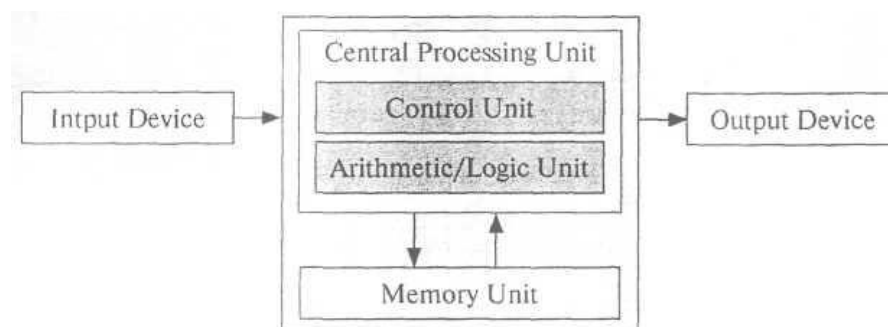 Central Processing Unit
Control Unit
Intput Device
Output Device
Arithmetic/Logic Unit
Memory Unit